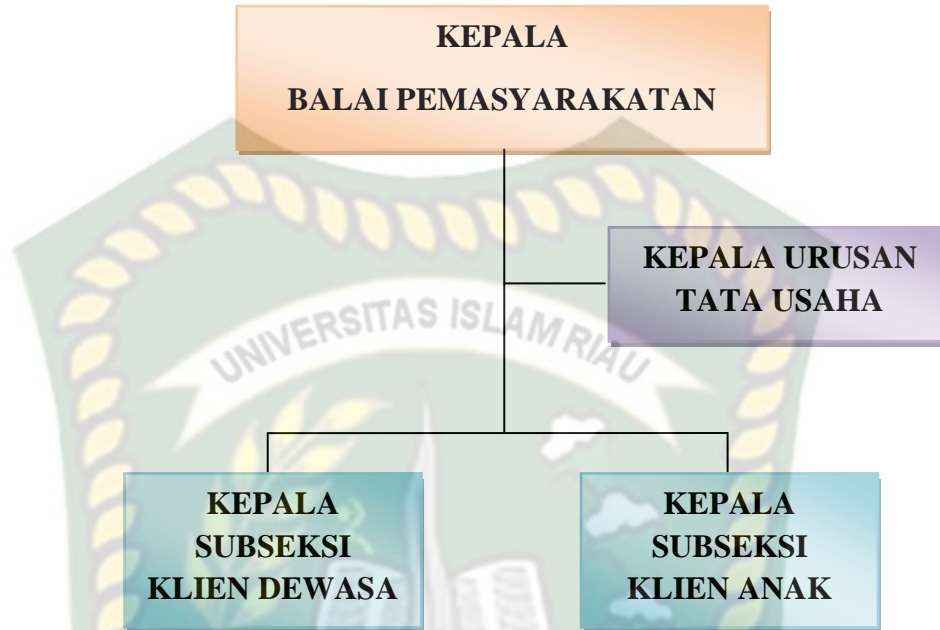 KEPALA
BALAI PEMASYARAKATAN
KEPALA URUSAN
TATA USAHA
UNIVERSITAS ISLAM RIAU
KEPALA
SUBSEKSI
KLIEN DEWASA
KEPALA
SUBSEKSI
KLIEN ANAK